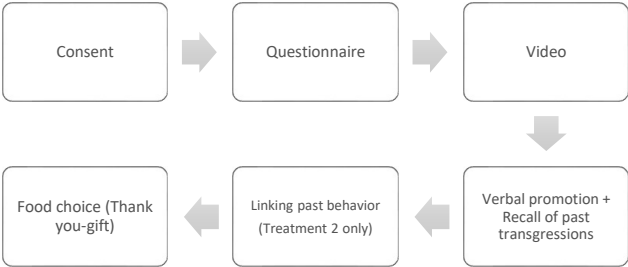 Consent
Questionnaire
Video
Verbal promotion +
Recall of past
transgressions
Linking past behavior
(Treatment 2 only)
Food choice (Thank
you-gift)